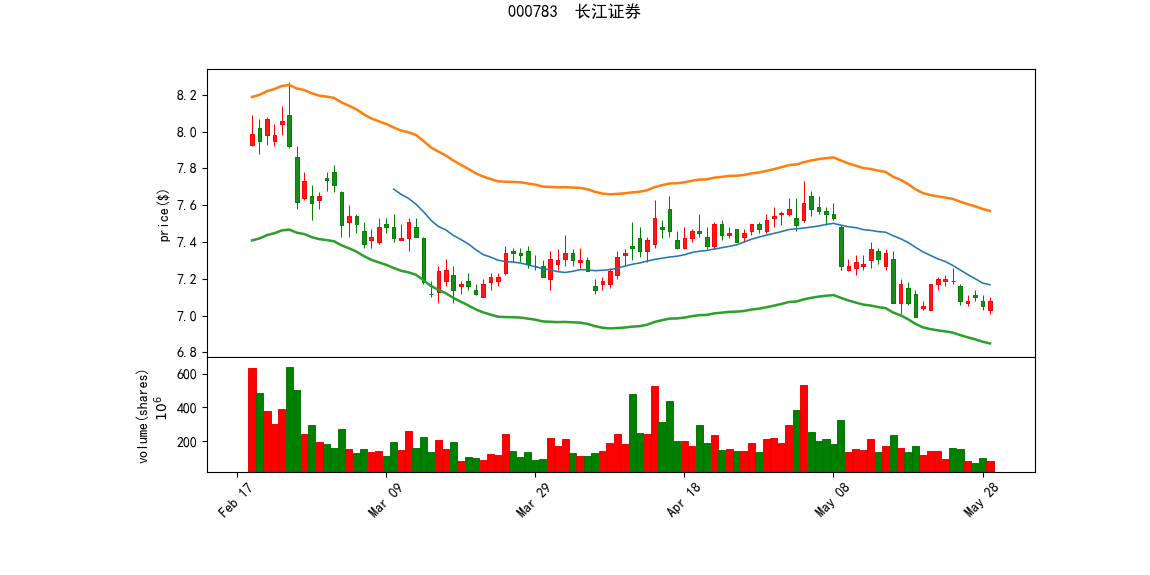 000783 长江证券
price($)
8.2
8.0
7.8
7.6
7.4
7.2
7.0
6.8
volume(shares)
10^6
600
400
200
Feb 17
Mar 09
Mar 29
Apr 18
May 08
May 28